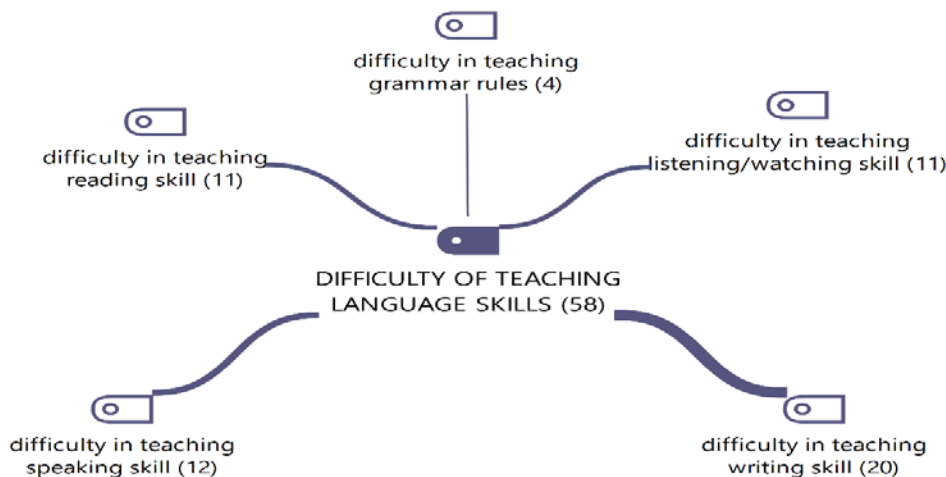 difficulty in teaching
grammar rules (4)
difficulty in teaching
reading skill (11)
difficulty in teaching
listening/watching skill (11)
DIFFICULTY OF TEACHING
LANGUAGE SKILLS (58)
difficulty in teaching
speaking skill (12)
difficulty in teaching
writing skill (20)